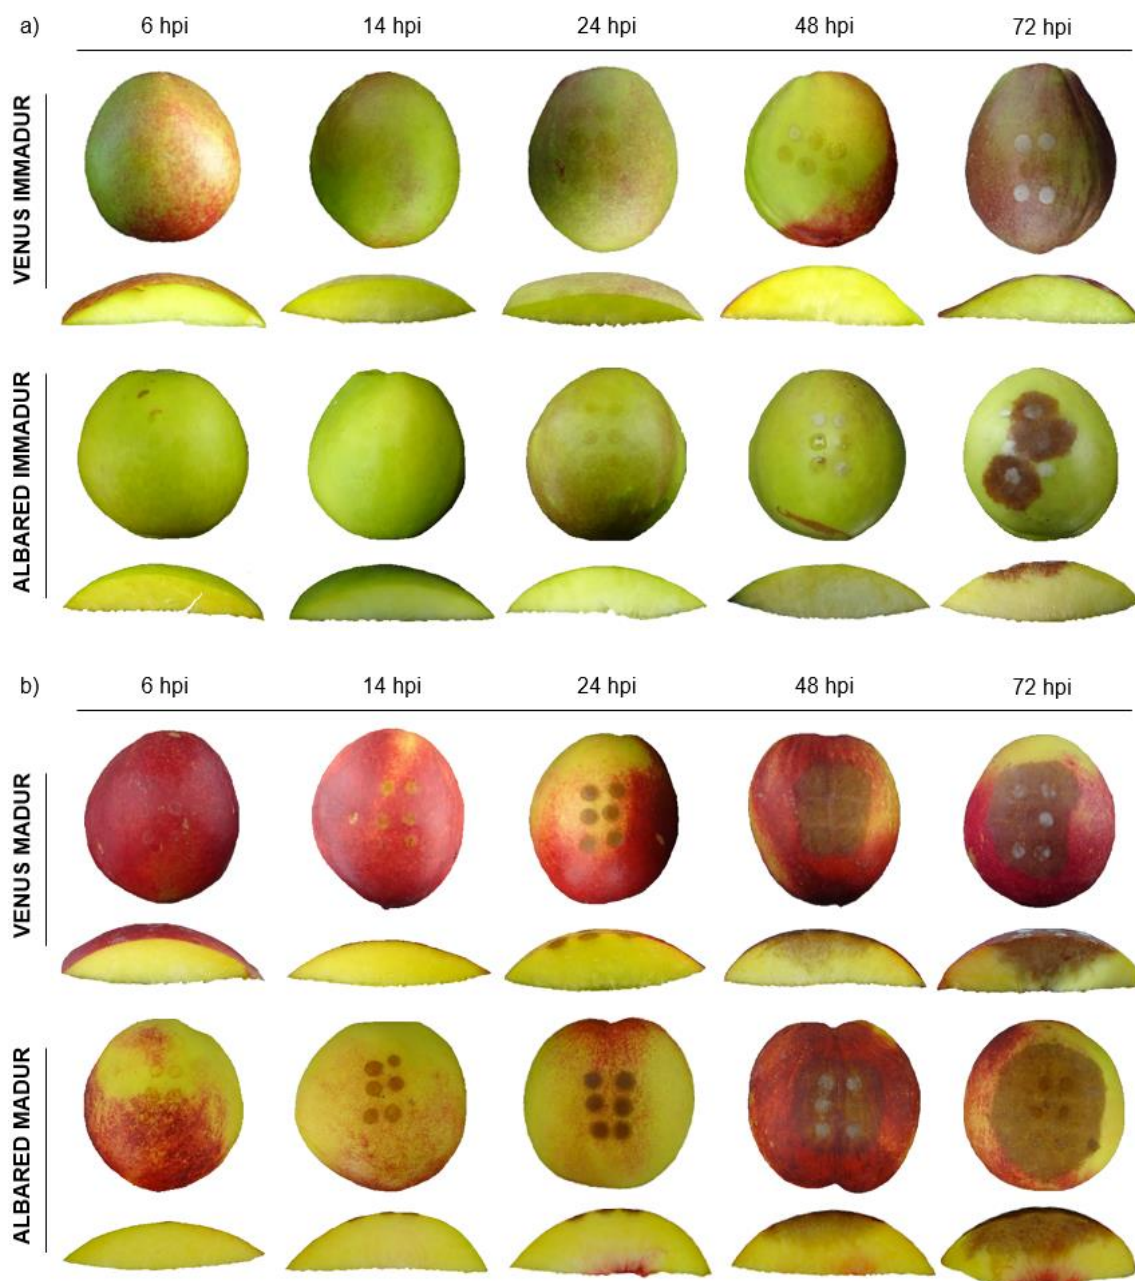 a)
6 hpi 14 hpi 24 hpi 48 hpi 72 hpi
VENUS IMMADUR
ALBARED IMMADUR
b)
6 hpi 14 hpi 24 hpi 48 hpi 72 hpi
VENUS MADUR
ALBARED MADUR